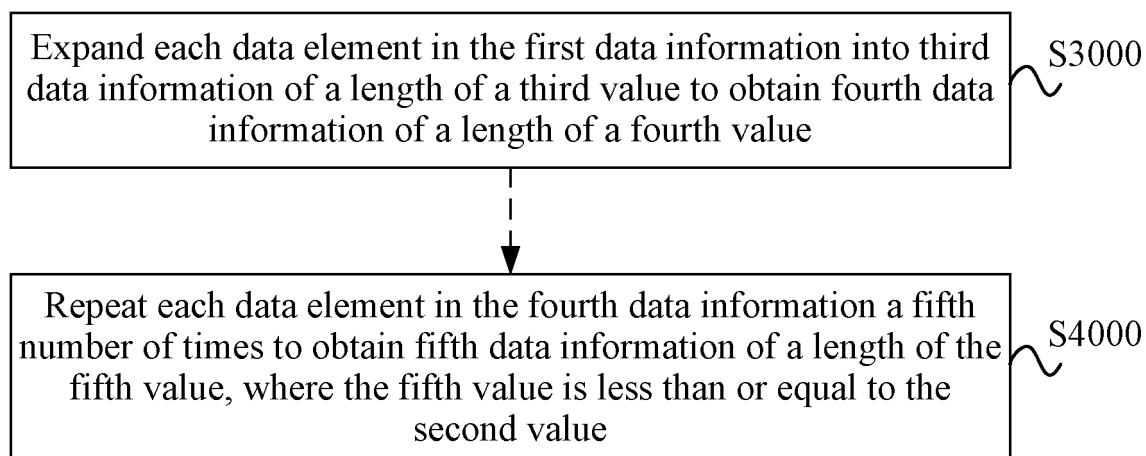 Expand each data element in the first data information into third
data information of a length of a third value to obtain fourth data
information of a length of a fourth value
S3000
Repeat each data element in the fourth data information a fifth
number of times to obtain fifth data information of a length of the
fifth value, where the fifth value is less than or equal to the
second value
S4000